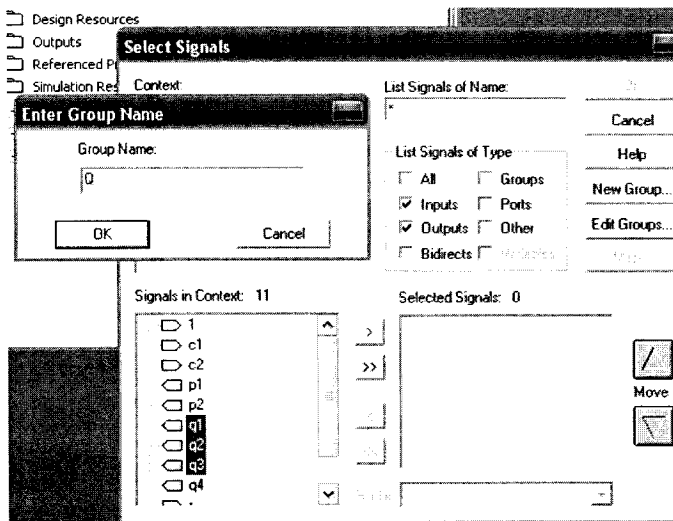 Design Resources
Outputs
Referenced
Simulation
Select Signals
Context:
List Signals of Name:
*
Cancel
Help
New Group...
Edit Groups...
List Signals of Type
All
Groups
Inputs
Ports
Outputs
Other
Bidirects
Enter Group Name
Group Name:
Q
OK
Cancel
Signals in Context: 11
1
c1
c2
p1
p2
q1
q2
q3
q4
>
>>
Selected Signals: 0
Move